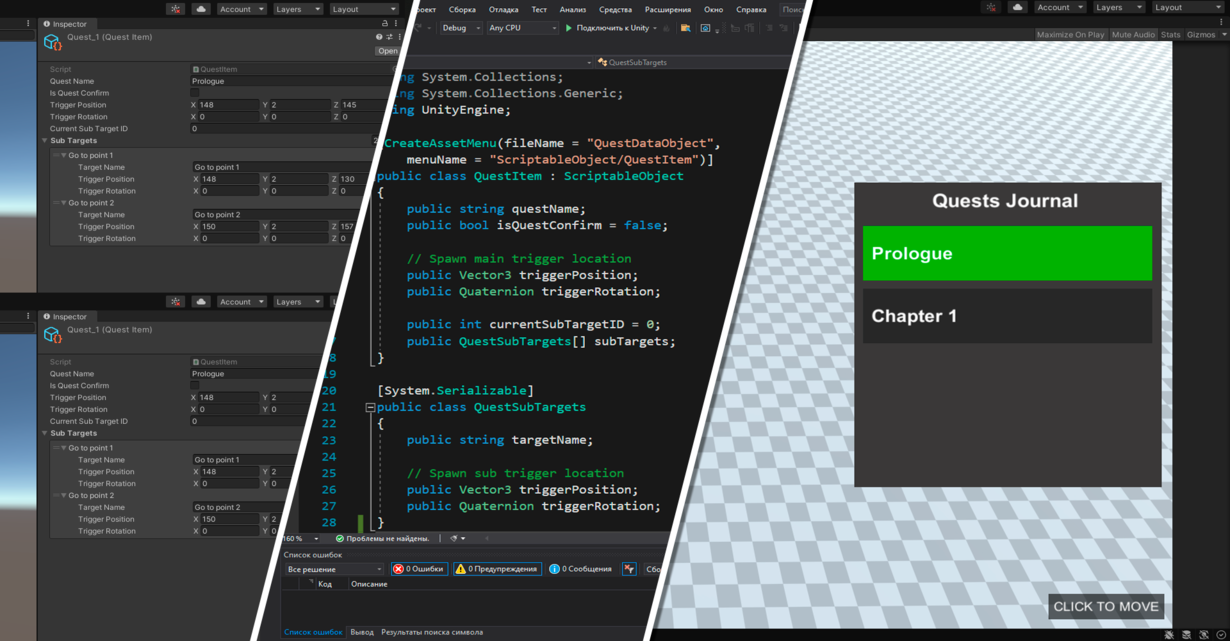 Account
Layers
Layout
Inspector
Quest_1 (Quest Item)
Open
Script
QuestItem
Quest Name
Prologue
Is Quest Confirm
Trigger Position
X 148
Y 2
Z 145
Trigger Rotation
X 0
Y 0
Z 0
Current Sub Target ID
0
Sub Targets
2
Go to point 1
Target Name
Go to point 1
Trigger Position
X 148
Y 2
Z 130
Trigger Rotation
X 0
Y 0
Z 0
Go to point 2
Target Name
Go to point 2
Trigger Position
X 150
Y 2
Z 157
Trigger Rotation
X 0
Y 0
Z 0
Account
Layers
Inspector
Quest_1 (Quest Item)
Script
QuestItem
Quest Name
Prologue
Is Quest Confirm
Trigger Position
X 148
Y 2
Trigger Rotation
X 0
Y 0
Current Sub Target ID
0
Sub Targets
Go to point 1
Target Name
Go to point 1
Trigger Position
X 148
Y 2
Trigger Rotation
X 0
Y 0
Go to point 2
Target Name
Go to point 2
Trigger Position
X 150
Y 2
Trigger Rotation
X 0
Y 0
роект Сборка Отладка Тест Анализ Средства Расширения Окно Справка Поиск
Debug Any CPU Подключить к Unity
QuestSubTargets
ng System.Collections;
ng System.Collections.Generic;
ing UnityEngine;
CreateAssetMenu(fileName = "QuestDataObject",
menuName = "ScriptableObject/QuestItem")]
public class QuestItem : ScriptableObject
{
public string questName;
public bool isQuestConfirm = false;
// Spawn main trigger location
public Vector3 triggerPosition;
public Quaternion triggerRotation;
public int currentSubTargetID = 0;
public QuestSubTargets[] subTargets;
8 }
19
20 [System.Serializable]
21 public class QuestSubTargets
22 {
23 public string targetName;
24
25 // Spawn sub trigger location
26 public Vector3 triggerPosition;
27 public Quaternion triggerRotation;
28 }
160 % Проблемы не найдены.
Список ошибок
Все решение 0 Ошибки 0 Предупреждения 0 Сообщения Сбо
Код Описание
Список ошибок Вывод Результаты поиска символа
Account
Layers
Layout
Maximize On Play Mute Audio Stats Gizmos
Quests Journal
Prologue
Chapter 1
CLICK TO MOVE